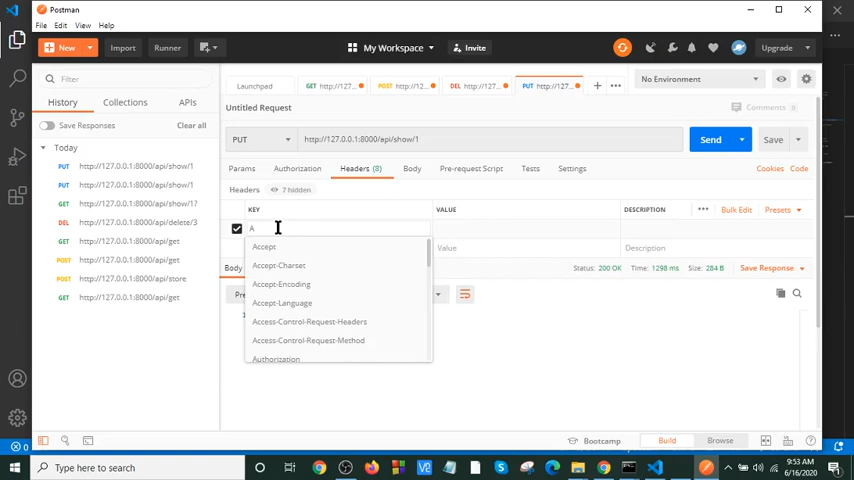 Postman
File Edit View Help
New Import Runner My Workspace Invite Upgrade
Filter
History Collections APIs
Save Responses Clear all
Today
PUT http://127.0.0.1:8000/api/show/1
PUT http://127.0.0.1:8000/api/show/1
GET http://127.0.0.1:8000/api/show/1?
DEL http://127.0.0.1:8000/api/delete/3
GET http://127.0.0.1:8000/api/get
POST http://127.0.0.1:8000/api/get
POST http://127.0.0.1:8000/api/store
GET http://127.0.0.1:8000/api/get
Launchpad GET http://127... POST http://12... DEL http://127... PUT http://127... No Environment
Untitled Request Comments 0
PUT http://127.0.0.1:8000/api/show/1 Send Save
Params Authorization Headers (8) Body Pre-request Script Tests Settings Cookies Code
Headers 7 hidden
KEY VALUE DESCRIPTION Bulk Edit Presets
A
Value Description
Accept
Accept-Charset
Accept-Encoding
Accept-Language
Access-Control-Request-Headers
Access-Control-Request-Method
Authorization
Body Status: 200 OK Time: 1298 ms Size: 284 B Save Response
Pre
Bootcamp Build Browse
0
Type here to search
9:53 AM
6/16/2020